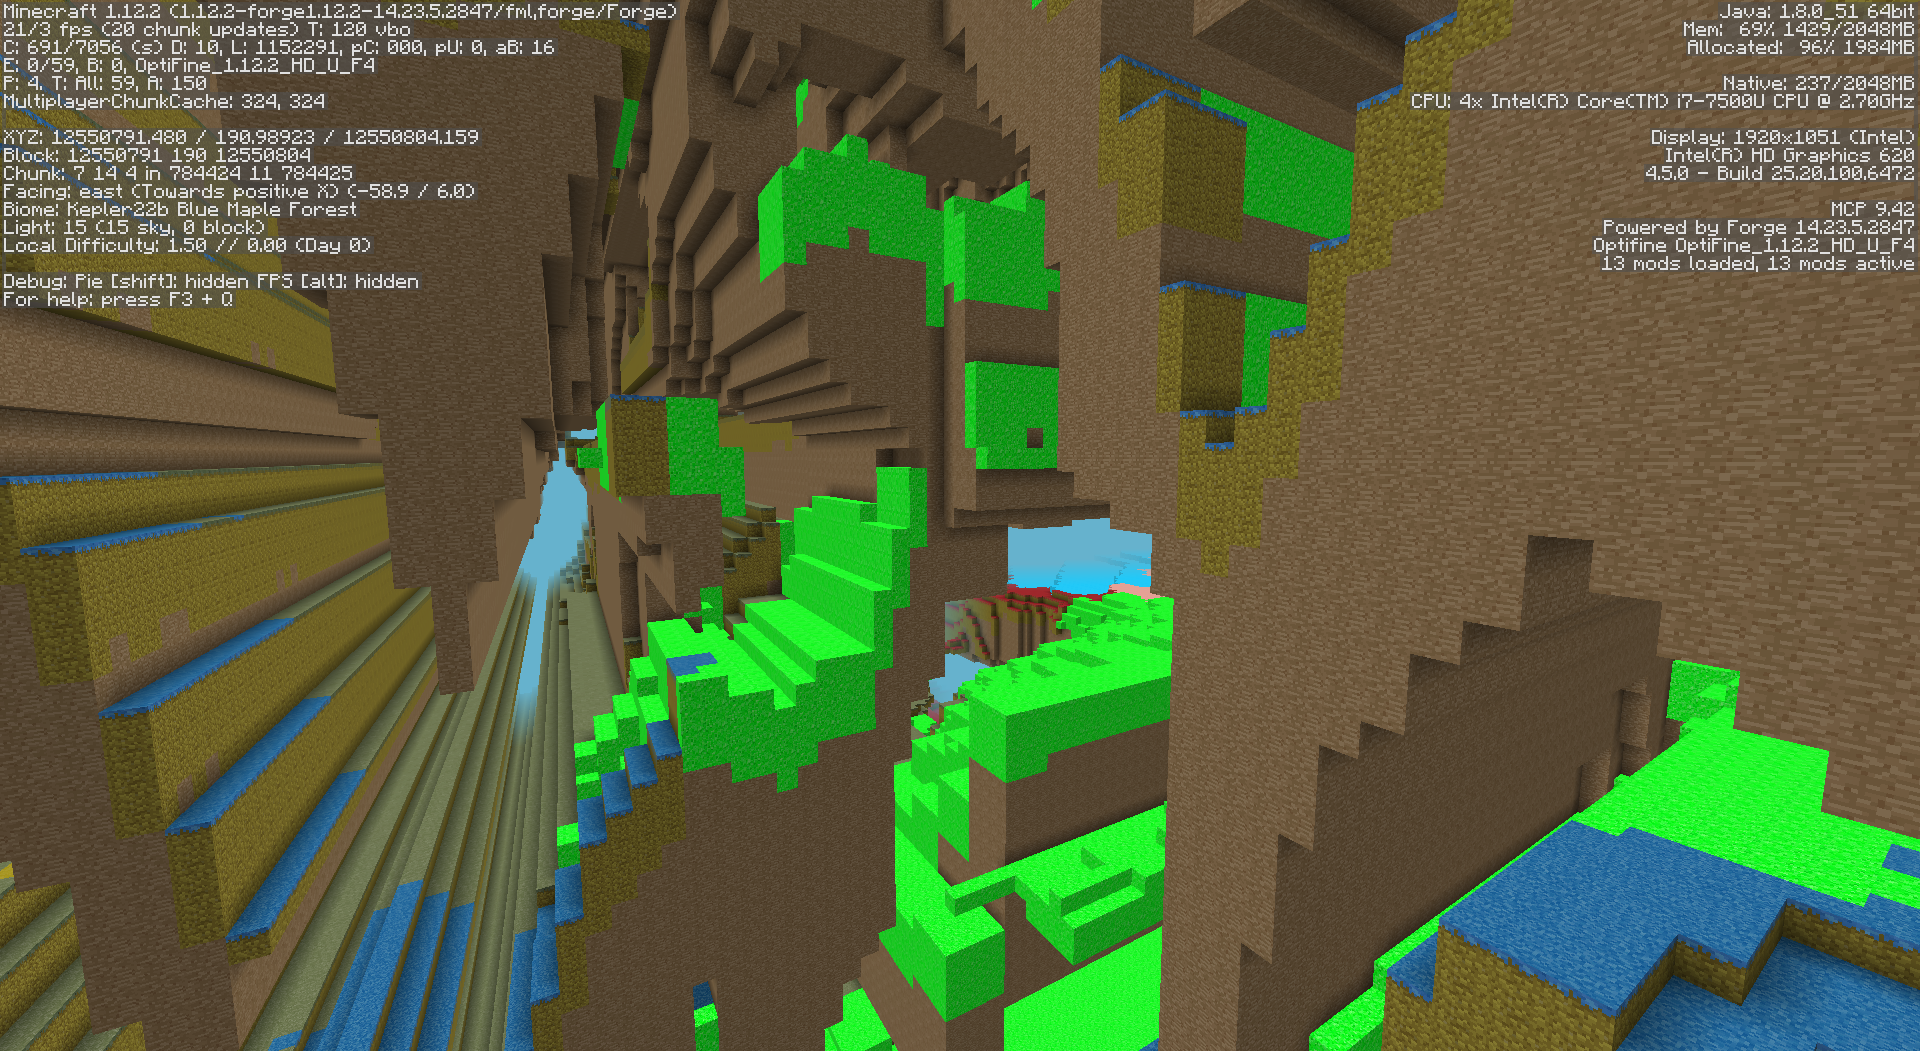 Minecraft 1.12.2 (1.12.2-forge1.12.2-14.23.5.2847/fml,forge/Forge)
21/3 fps (20 chunk updates) T: 120 vbo
C: 691/7056 (s) D: 10, L: 1152291, pC: 000, pU: 0, aB: 16
E: 0/59, B: 0, OptiFine_1.12.2_HD_U_F4
P: 4. T: All: 59, A: 150
MultiplayerChunkCache: 324, 324
XYZ: 12550791.480 / 190.98923 / 12550804.159
Block: 12550791 190 12550804
Chunk: 7 14 4 in 784424 11 784425
Facing: east (Towards positive X) (-58.9 / 6.0)
Biome: Kepler22b Blue Maple Forest
Light: 15 (15 sky, 0 block)
Local Difficulty: 1.50 // 0.00 (Day 0)
Debug: Pie [shift]: hidden FPS [alt]: hidden
For help: press F3 + Q
Java: 1.8.0_51 64bit
Mem: 69% 1429/2048MB
Allocated: 96% 1984MB
Native: 237/2048MB
CPU: 4x Intel(R) Core(TM) i7-7500U CPU @ 2.70GHz
Display: 1920x1051 (Intel)
Intel(R) HD Graphics 620
4.5.0 - Build 25.20.100.6472
MCP 9.42
Powered by Forge 14.23.5.2847
Optifine OptiFine_1.12.2_HD_U_F4
13 mods loaded, 13 mods active